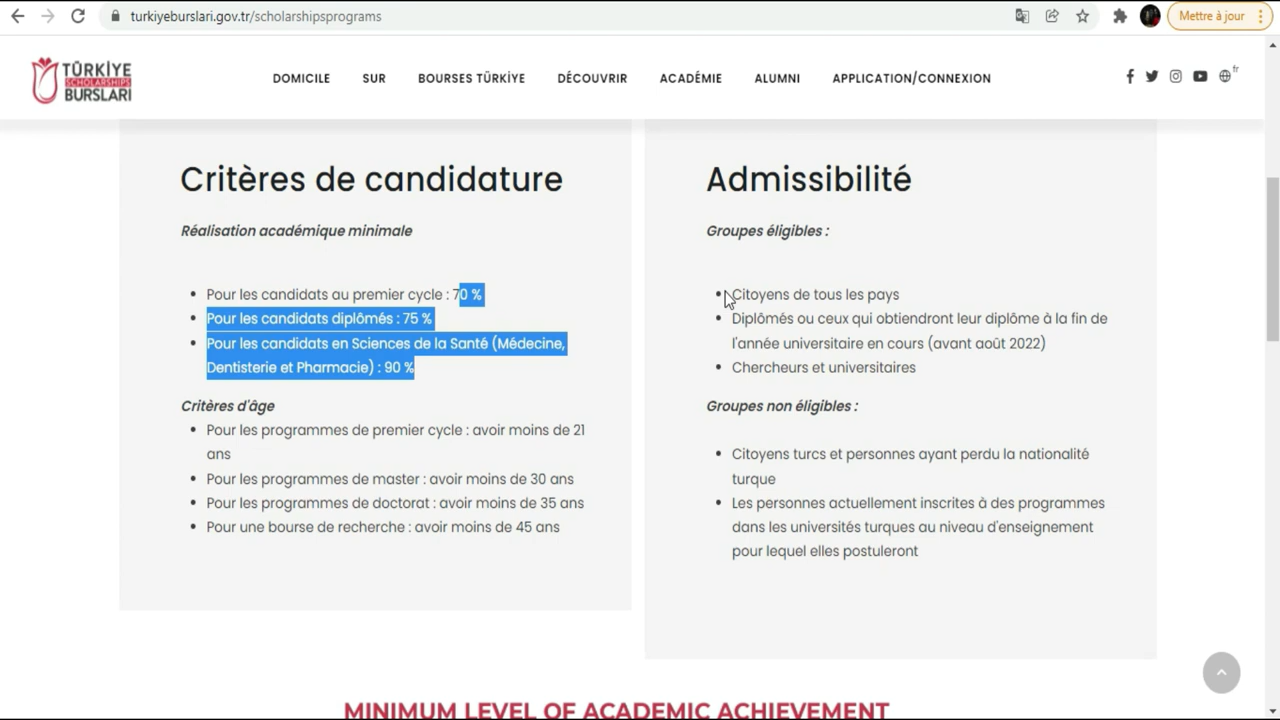 turkiyeburslari.gov.tr/scholarshipsprograms
Mettre à jour
TÜRKİYE
SCHOLARSHIPS
BURSLARI
DOMICILE SUR BOURSES TÜRKİYE DÉCOUVRIR ACADÉMIE ALUMNI APPLICATION/CONNEXION
fr
Critères de candidature
Réalisation académique minimale
• Pour les candidats au premier cycle : 70 %
• Pour les candidats diplômés : 75 %
• Pour les candidats en Sciences de la Santé (Médecine,
Dentisterie et Pharmacie) : 90 %
Critères d'âge
• Pour les programmes de premier cycle : avoir moins de 21
ans
• Pour les programmes de master : avoir moins de 30 ans
• Pour les programmes de doctorat : avoir moins de 35 ans
• Pour une bourse de recherche : avoir moins de 45 ans
Admissibilité
Groupes éligibles :
• Citoyens de tous les pays
• Diplômés ou ceux qui obtiendront leur diplôme à la fin de
l'année universitaire en cours (avant août 2022)
• Chercheurs et universitaires
Groupes non éligibles :
• Citoyens turcs et personnes ayant perdu la nationalité
turque
• Les personnes actuellement inscrites à des programmes
dans les universités turques au niveau d'enseignement
pour lequel elles postuleront
MINIMUM LEVEL OF ACADEMIC ACHIEVEMENT